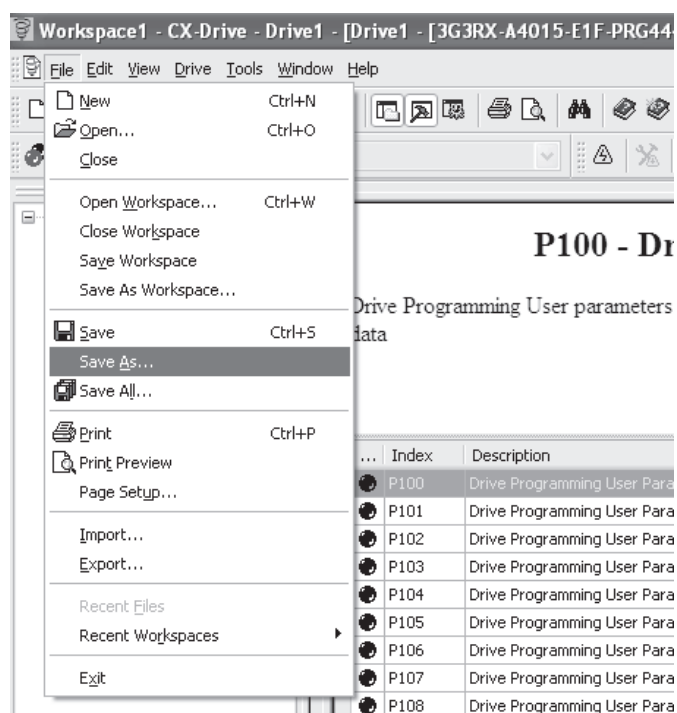 Workspace1 - CX-Drive - Drive1 - [Drive1 - [3G3RX-A4015-E1F-PRG44
File Edit View Drive Tools Window Help
New Ctrl+N
Open... Ctrl+O
Close
Open Workspace... Ctrl+W
Close Workspace
Save Workspace
Save As Workspace...
Save Ctrl+S
Save As...
Save All...
Print Ctrl+P
Print Preview
Page Setup...
Import...
Export...
Recent Files
Recent Workspaces
Exit
P100 - Dr
Drive Programming User parameters
data
... Index Description
P100 Drive Programming User Para
P101 Drive Programming User Para
P102 Drive Programming User Para
P103 Drive Programming User Para
P104 Drive Programming User Para
P105 Drive Programming User Para
P106 Drive Programming User Para
P107 Drive Programming User Para
P108 Drive Programming User Para